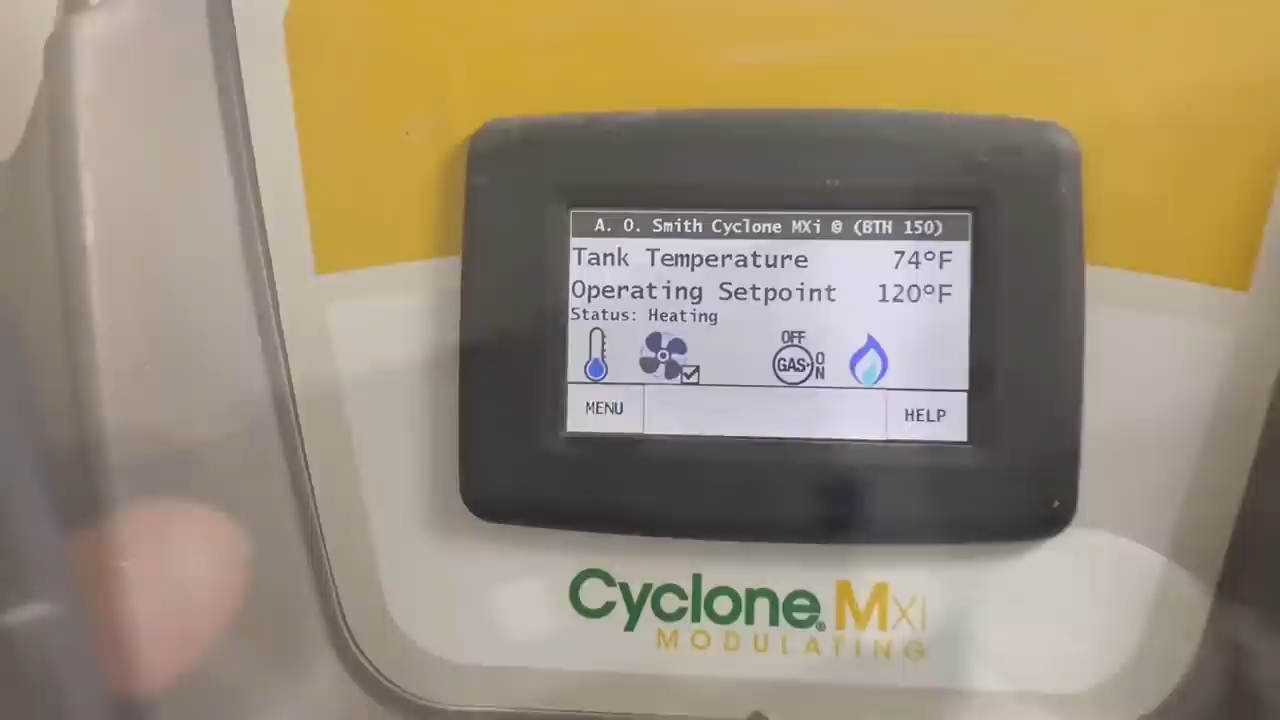 A. O. Smith Cyclone MXi @ (BTH 150)
Tank Temperature 74°F
Operating Setpoint 120°F
Status: Heating
OFF
GAS
ON
MENU
HELP
Cyclone® Mxi
MODULATING